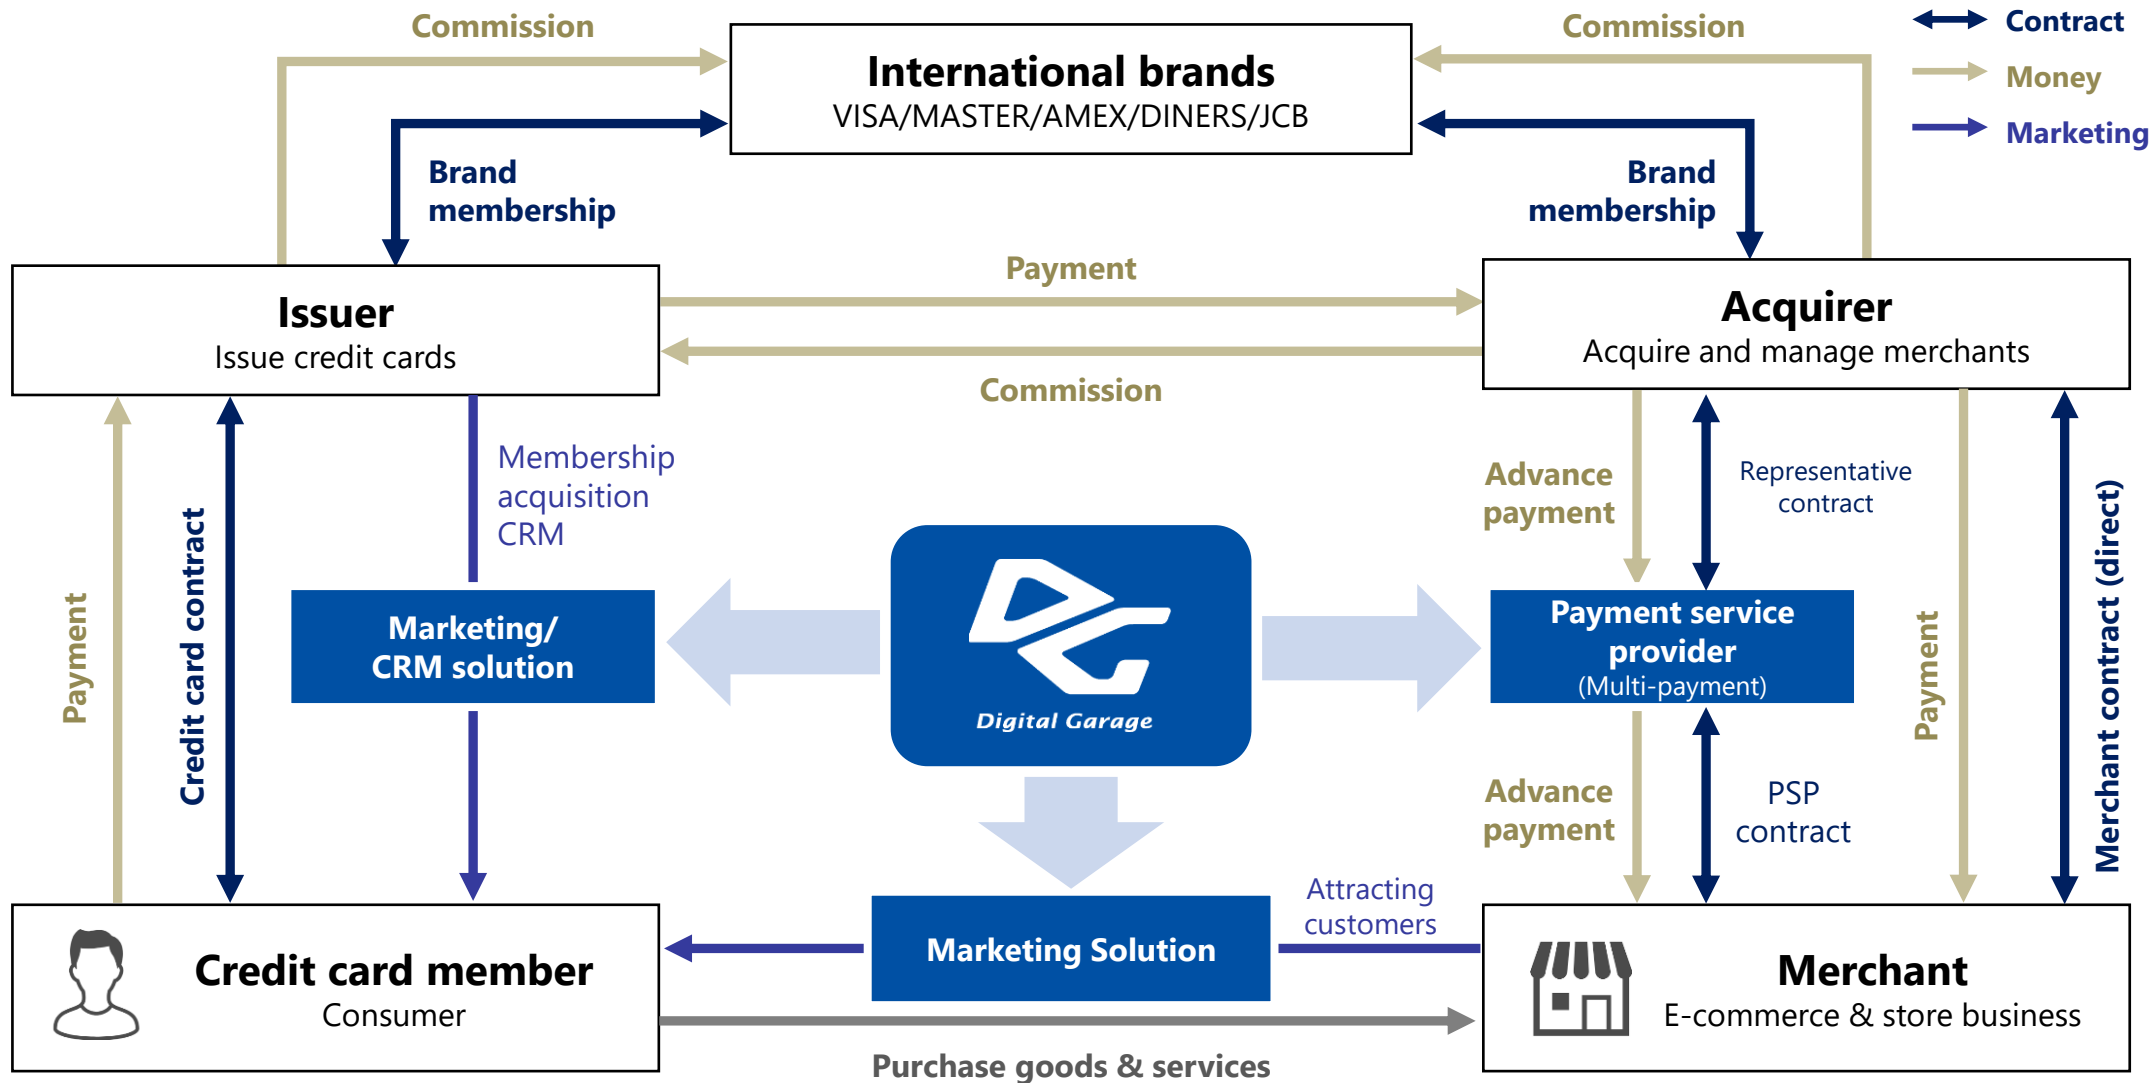 Commission
Commission
Contract
Money
Marketing
International brands
VISA/MASTER/AMEX/DINERS/JCB
Brand
membership
Brand
membership
Issuer
Issue credit cards
Payment
Commission
Acquirer
Acquire and manage merchants
Membership
acquisition
CRM
Advance
payment
Representative
contract
Payment
Credit card contract
Marketing/
CRM solution
Digital Garage
Payment service
provider
(Multi-payment)
Payment
Merchant contract (direct)
Advance
payment
PSP
contract
Attracting
customers
Credit card member
Consumer
Marketing Solution
Merchant
E-commerce & store business
Purchase goods & services